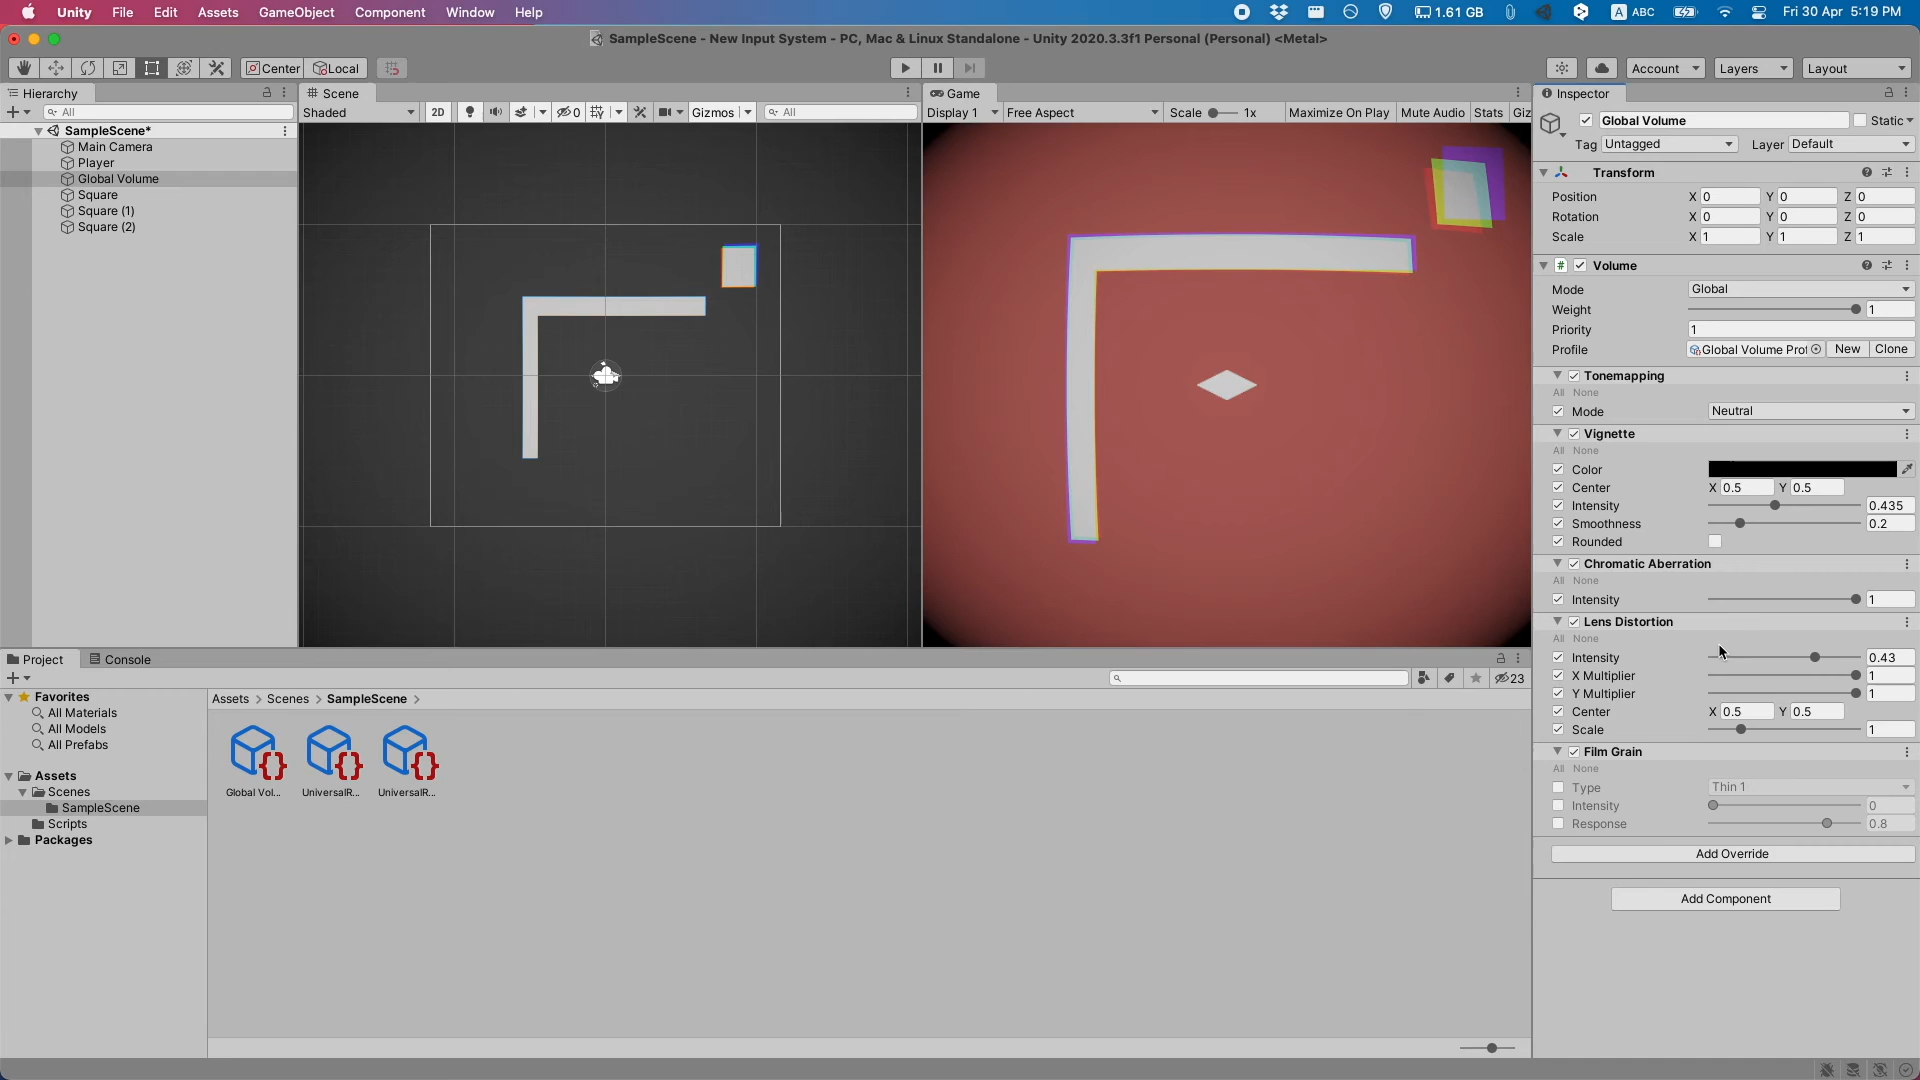 Unity File Edit Assets GameObject Component Window Help 1.61 GB A ABC Fri 30 Apr 5:19 PM
SampleScene - New Input System - PC, Mac & Linux Standalone - Unity 2020.3.3f1 Personal (Personal) <Metal>
Center Local Account Layers Layout
Hierarchy
All
SampleScene*
Main Camera
Player
Global Volume
Square
Square (1)
Square (2)
Scene
Shaded 2D 0 Gizmos All
Game
Display 1 Free Aspect Scale 1x Maximize On Play Mute Audio Stats Giz
Inspector
Global Volume Static
Tag Untagged Layer Default
Transform
Position X 0 Y 0 Z 0
Rotation X 0 Y 0 Z 0
Scale X 1 Y 1 Z 1
# Volume
Mode Global
Weight 1
Priority 1
Profile Global Volume Prof New Clone
Tonemapping
All None
Mode Neutral
Vignette
All None
Color
Center X 0.5 Y 0.5
Intensity 0.435
Smoothness 0.2
Rounded
Chromatic Aberration
All None
Intensity 1
Lens Distortion
All None
Intensity 0.43
X Multiplier 1
Y Multiplier 1
Center X 0.5 Y 0.5
Scale 1
Film Grain
All None
Type Thin 1
Intensity 0
Response 0.8
Add Override
Add Component
Project Console
23
Favorites
All Materials
All Models
All Prefabs
Assets
Scenes
SampleScene
Scripts
Packages
Assets > Scenes > SampleScene >
Global Vol... UniversalR... UniversalR...